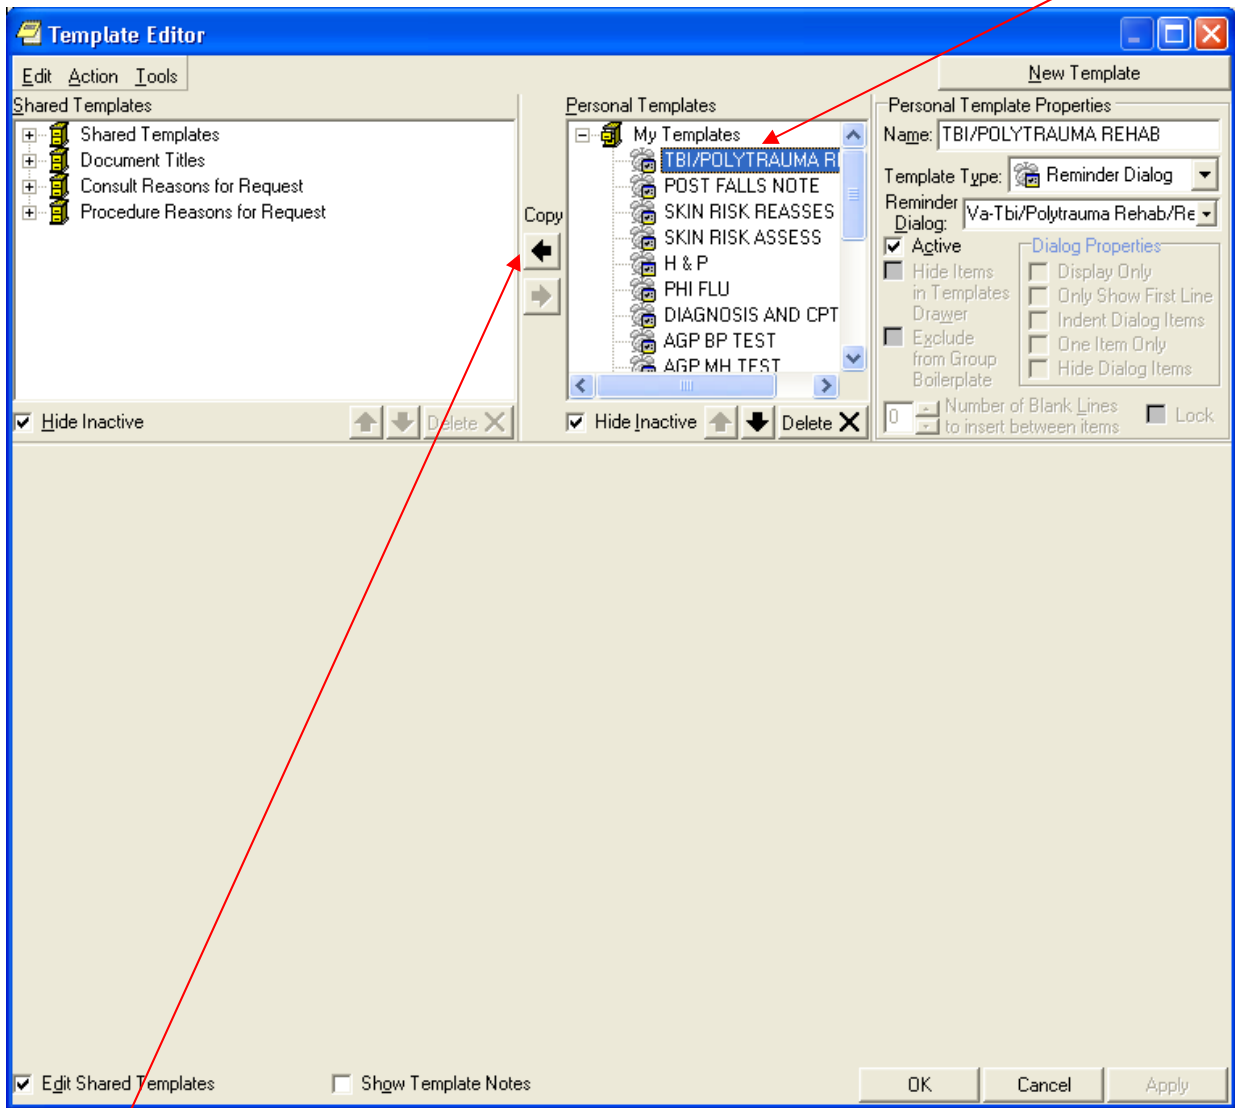 Template Editor
Edit Action Tools
New Template
Shared Templates
Shared Templates
Document Titles
Consult Reasons for Request
Procedure Reasons for Request
Hide Inactive
Delete
Copy
Personal Templates
My Templates
TBI/POLYTRAUMA RE
POST FALLS NOTE
SKIN RISK REASSES
SKIN RISK ASSESS
H & P
PHI FLU
DIAGNOSIS AND CPT
AGP BP TEST
AGP MH TEST
Hide Inactive
Delete
Personal Template Properties
Name: TBI/POLYTRAUMA REHAB
Template Type: Reminder Dialog
Reminder Dialog: Va-Tbi/Polytrauma Rehab/Re
Active
Hide Items
in Templates
Drawer
Exclude
from Group
Boilerplate
Dialog Properties
Display Only
Only Show First Line
Indent Dialog Items
One Item Only
Hide Dialog Items
0 Number of Blank Lines
to insert between items
Lock
Edit Shared Templates
Show Template Notes
OK
Cancel
Apply